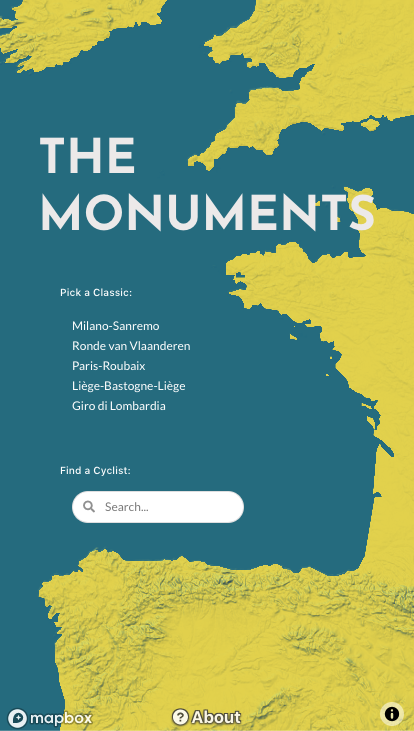 THE
MONUMENTS
Pick a Classic:
Milano-Sanremo
Ronde van Vlaanderen
Paris-Roubaix
Liège-Bastogne-Liège
Giro di Lombardia
Find a Cyclist:
Search...
mapbox
? About
i